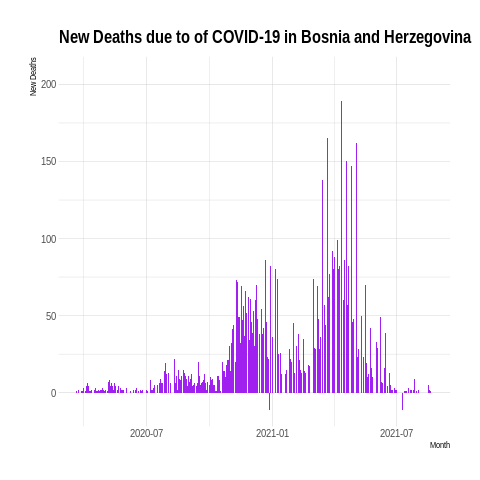 New Deaths due to of COVID-19 in Bosnia and Herzegovina
New Deaths
200
150
100
50
0
2020-07 2021-01 2021-07
Month